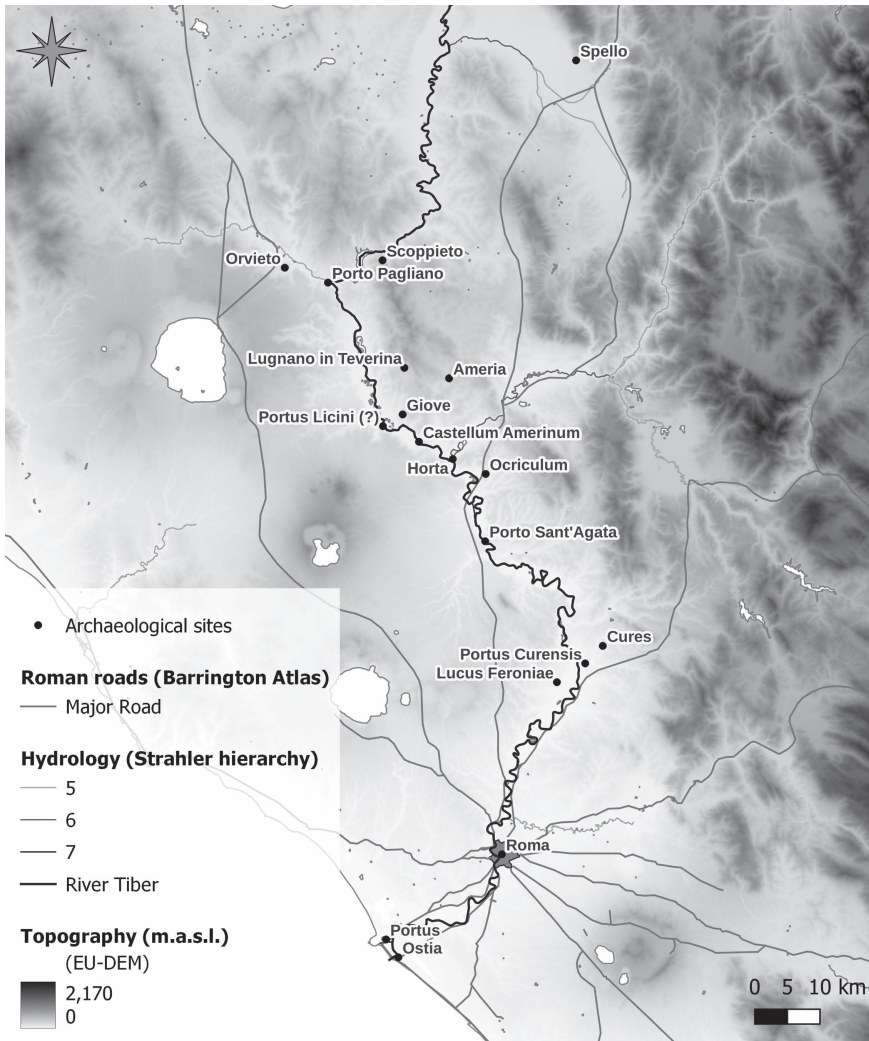 Spello
Scoppieto
Orvieto
Porto Pagliano
Lugnano in Teverina
Ameria
Giove
Portus Licini (?)
Castellum Amerinum
Horta
Ocriculum
Porto Sant'Agata
Cures
Portus Curensis
Lucus Feroniae
Roma
Portus
Ostia
Archaeological sites
Roman roads (Barrington Atlas)
Major Road
Hydrology (Strahler hierarchy)
5
6
7
River Tiber
Topography (m.a.s.l.)
(EU-DEM)
2,170
0
0 5 10 km